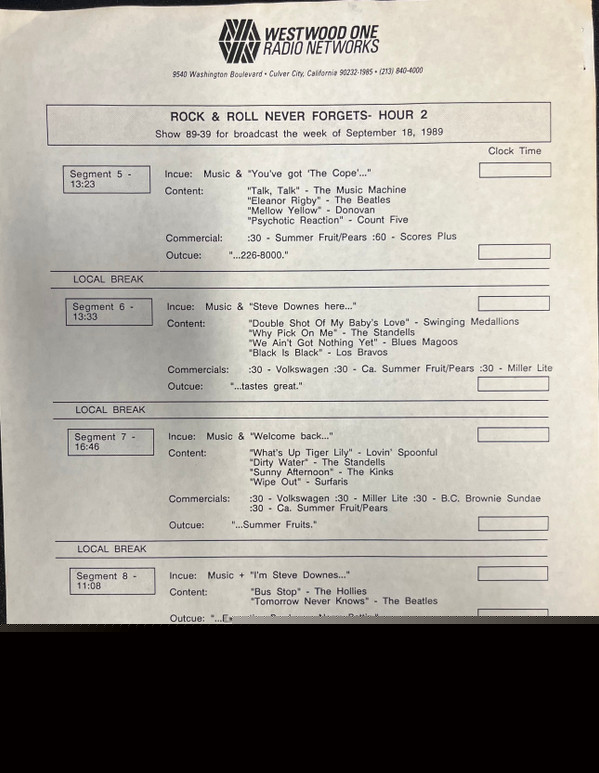 WESTWOOD ONE
RADIO NETWORKS
9540 Washington Boulevard • Culver City, California 90232-1985 • (213) 840-4000
ROCK & ROLL NEVER FORGETS- HOUR 2
Show 89-39 for broadcast the week of September 18, 1989
Clock Time
Segment 5 -
13:23
Incue: Music & "You've got 'The Cope'..."
Content: "Talk, Talk" - The Music Machine
"Eleanor Rigby" - The Beatles
"Mellow Yellow" - Donovan
"Psychotic Reaction" - Count Five
Commercial: :30 - Summer Fruit/Pears :60 - Scores Plus
Outcue: "...226-8000."
LOCAL BREAK
Segment 6 -
13:33
Incue: Music & "Steve Downes here..."
Content: "Double Shot Of My Baby's Love" - Swinging Medallions
"Why Pick On Me" - The Standells
"We Ain't Got Nothing Yet" - Blues Magoos
"Black Is Black" - Los Bravos
Commercials: :30 - Volkswagen :30 - Ca. Summer Fruit/Pears :30 - Miller Lite
Outcue: "...tastes great."
LOCAL BREAK
Segment 7 -
16:46
Incue: Music & "Welcome back..."
Content: "What's Up Tiger Lily" - Lovin' Spoonful
"Dirty Water" - The Standells
"Sunny Afternoon" - The Kinks
"Wipe Out" - Surfaris
Commercials: :30 - Volkswagen :30 - Miller Lite :30 - B.C. Brownie Sundae
:30 - Ca. Summer Fruit/Pears
Outcue: "...Summer Fruits."
LOCAL BREAK
Segment 8 -
11:08
Incue: Music + "I'm Steve Downes..."
Content: "Bus Stop" - The Hollies
"Tomorrow Never Knows" - The Beatles
Outcue: